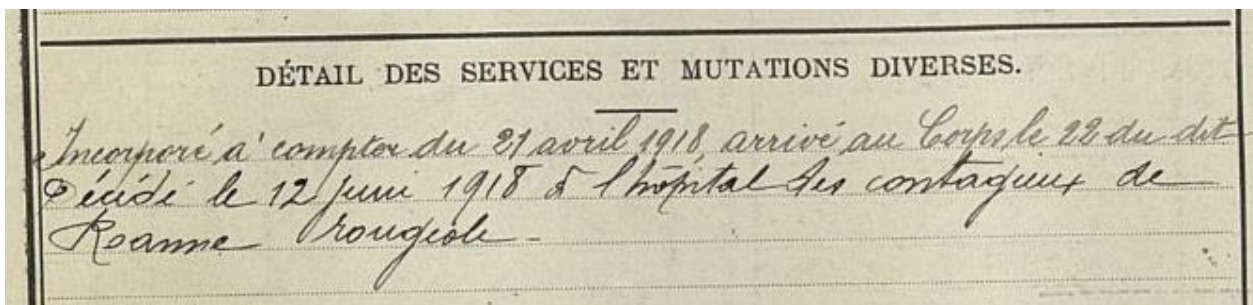 DÉTAIL DES SERVICES ET MUTATIONS DIVERSES.
Incorporé à compter du 21 avril 1918, arrivé au Corps le 22 du dit
Décédé le 12 juin 1918 à l'hôpital des contagieux de
Roanne rougeole -